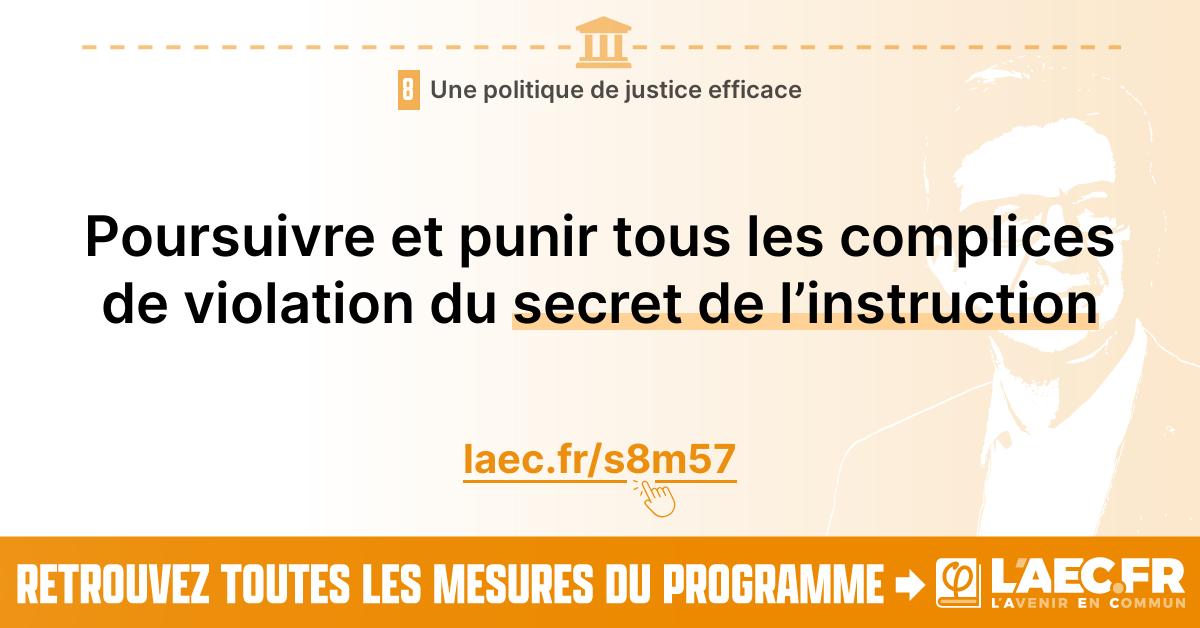 8 Une politique de justice efficace
Poursuivre et punir tous les complices
de violation du secret de l’instruction
laec.fr/s8m57
RETROUVEZ TOUTES LES MESURES DU PROGRAMME
L'AEC.FR
L'AVENIR EN COMMUN